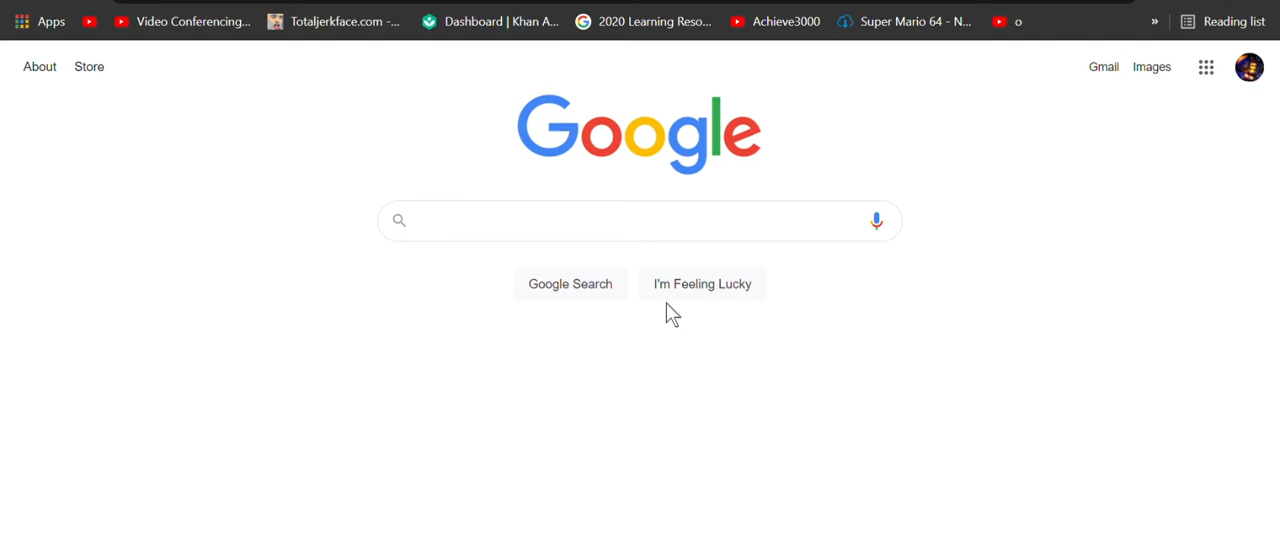 Apps Video Conferencing... Totaljerkface.com -... Dashboard | Khan A... 2020 Learning Reso... Achieve3000 Super Mario 64 - N... o » Reading list
About Store Gmail Images
Google
Google Search I'm Feeling Lucky